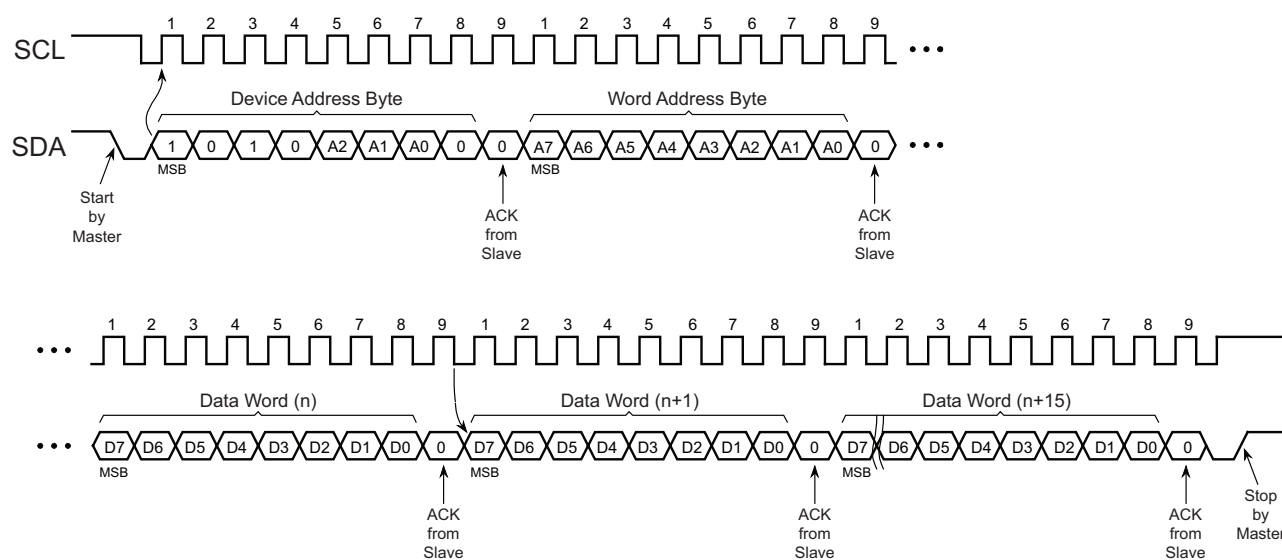 1 2 3 4 5 6 7 8 9 1 2 3 4 5 6 7 8 9
SCL
Device Address Byte Word Address Byte
SDA 1 0 1 0 A2 A1 A0 0 0 A7 A6 A5 A4 A3 A2 A1 A0 0
MSB MSB
Start
by
Master
ACK
from
Slave
ACK
from
Slave
1 2 3 4 5 6 7 8 9 1 2 3 4 5 6 7 8 9 1 2 3 4 5 6 7 8 9
Data Word (n) Data Word (n+1) Data Word (n+15)
D7 D6 D5 D4 D3 D2 D1 D0 0 D7 D6 D5 D4 D3 D2 D1 D0 0 D7 D6 D5 D4 D3 D2 D1 D0 0
MSB MSB MSB
ACK
from
Slave
ACK
from
Slave
ACK
from
Slave
Stop
by
Master